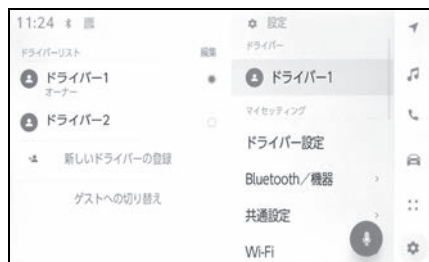 11:24
ドライバーリスト
編集
ドライバー1
オーナー
ドライバー2
新しいドライバーの登録
ゲストへの切り替え
設定
ドライバー
ドライバー1
マイセッティング
ドライバー設定
Bluetooth/機器
共通設定
Wi-Fi